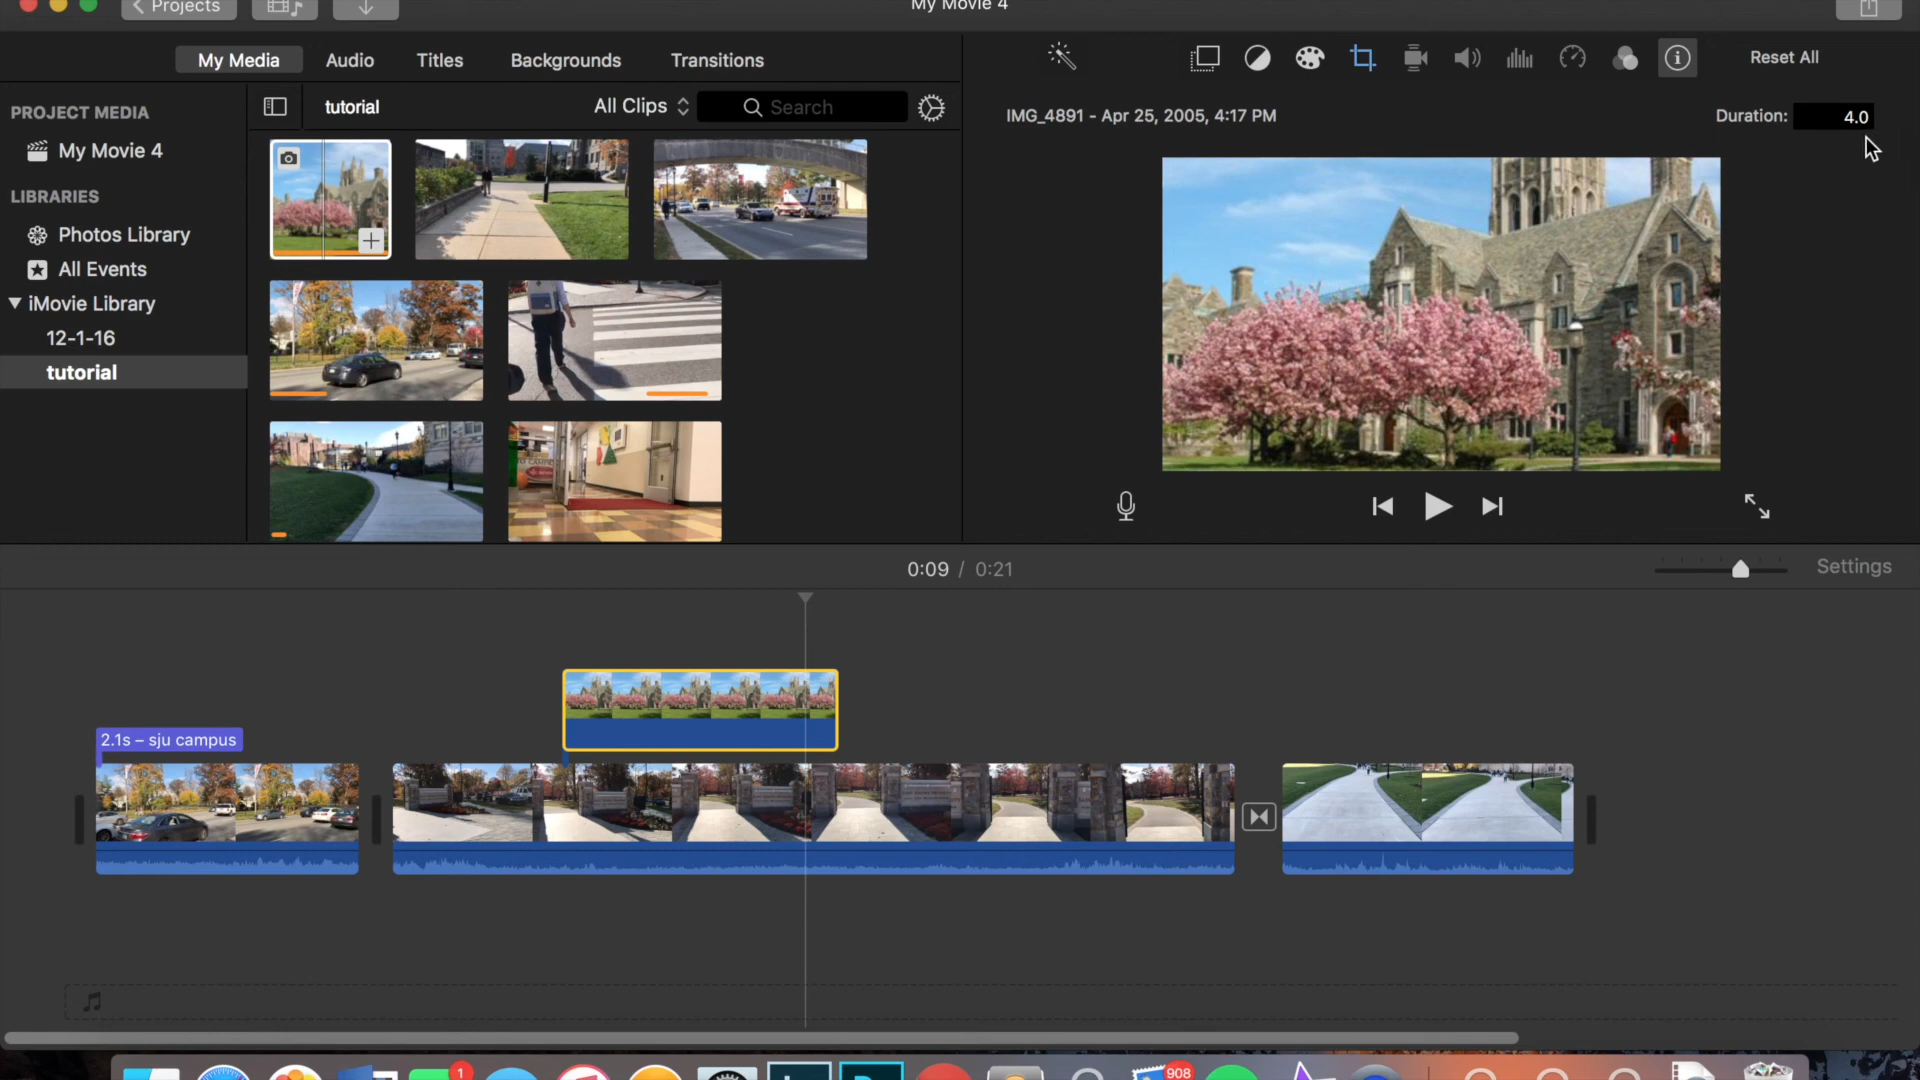 Projects
My Movie 4
My Media
Audio
Titles
Backgrounds
Transitions
Reset All
PROJECT MEDIA
My Movie 4
LIBRARIES
Photos Library
All Events
iMovie Library
12-1-16
tutorial
tutorial
All Clips
Search
IMG_4891 - Apr 25, 2005, 4:17 PM
Duration:
4.0
0:09 / 0:21
Settings
2.1s – sju campus
1
908